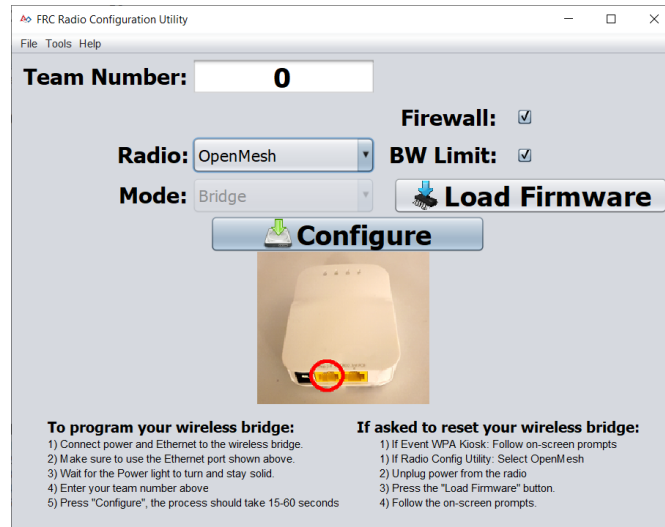 FRC Radio Configuration Utility
File Tools Help
Team Number: 0
Firewall:
Radio: OpenMesh
BW Limit:
Mode: Bridge
Load Firmware
Configure
To program your wireless bridge:
1) Connect power and Ethernet to the wireless bridge.
2) Make sure to use the Ethernet port shown above.
3) Wait for the Power light to turn and stay solid.
4) Enter your team number above
5) Press "Configure", the process should take 15-60 seconds
If asked to reset your wireless bridge:
1) If Event WPA Kiosk: Follow on-screen prompts
1) If Radio Config Utility: Select OpenMesh
2) Unplug power from the radio
3) Press the "Load Firmware" button.
4) Follow the on-screen prompts.